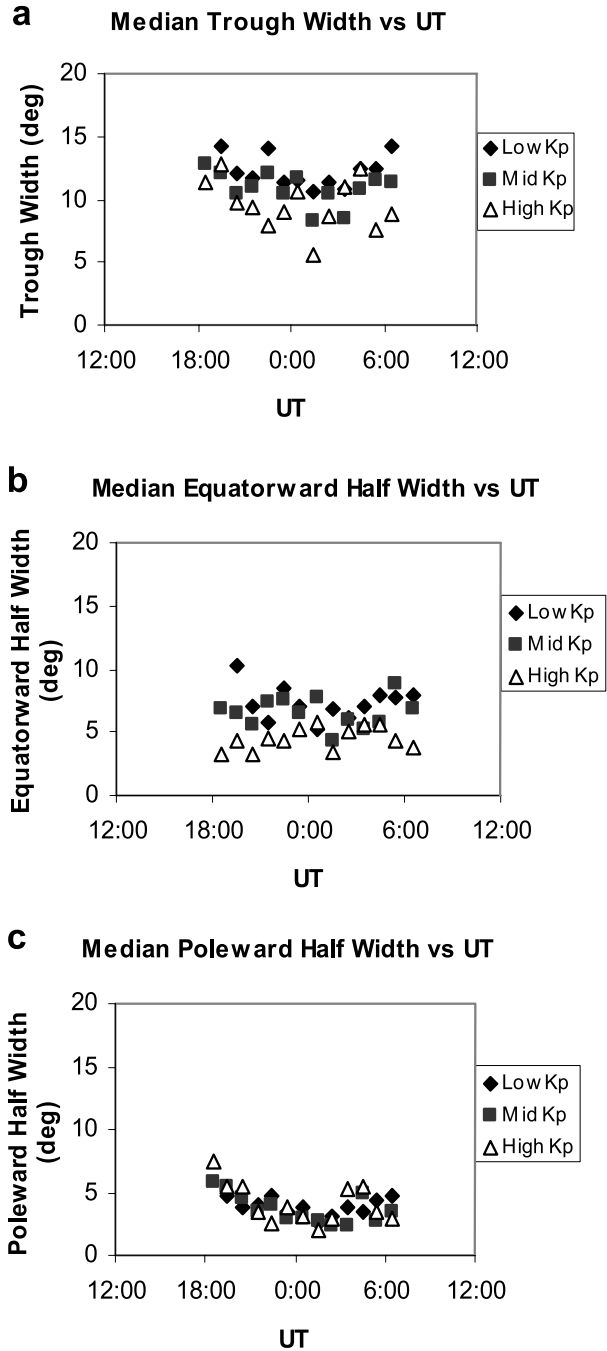 a
Median Trough Width vs UT
Trough Width (deg)
20
15
10
5
0
12:00 18:00 0:00 6:00 12:00
UT
Low Kp
Mid Kp
High Kp
b
Median Equatorward Half Width vs UT
Equatorward Half Width
(deg)
20
15
10
5
0
12:00 18:00 0:00 6:00 12:00
UT
Low Kp
Mid Kp
High Kp
c
Median Poleward Half Width vs UT
Poleward Half Width
(deg)
20
15
10
5
0
12:00 18:00 0:00 6:00 12:00
UT
Low Kp
Mid Kp
High Kp